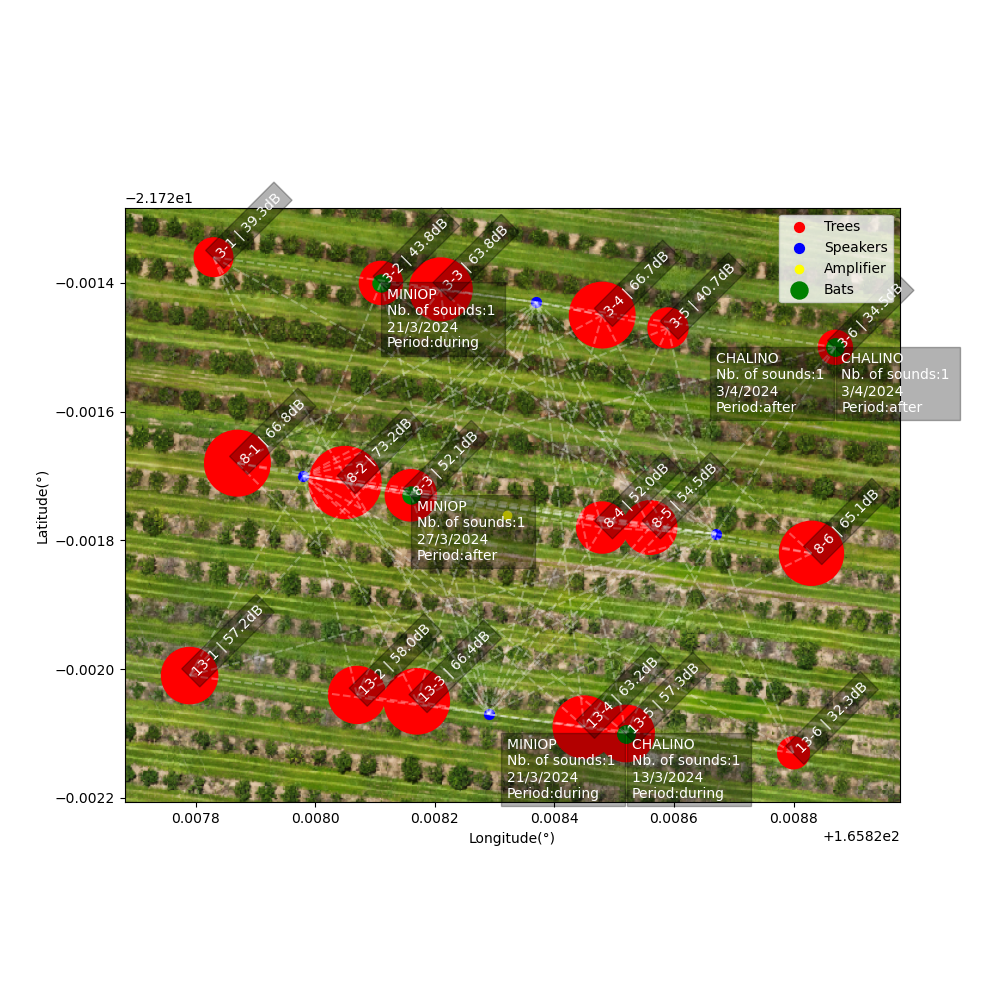 −2.172e1
Trees
Speakers
Amplifier
Bats
3-1 | 39.3dB
3-2 | 43.8dB
3-3 | 63.8dB
3-4 | 66.7dB
3-5 | 40.7dB
3-6 | 34.5dB
MINIOP
Nb. of sounds:1
21/3/2024
Period:during
CHALINO
Nb. of sounds:1
3/4/2024
Period:after
CHALINO
Nb. of sounds:1
3/4/2024
Period:after
8-1 | 66.8dB
8-2 | 73.2dB
8-3 | 52.1dB
8-4 | 52.0dB
8-5 | 54.5dB
8-6 | 65.1dB
MINIOP
Nb. of sounds:1
27/3/2024
Period:after
13-1 | 57.2dB
13-2 | 58.0dB
13-3 | 66.4dB
13-4 | 63.2dB
13-5 | 57.3dB
13-6 | 32.3dB
MINIOP
Nb. of sounds:1
21/3/2024
Period:during
CHALINO
Nb. of sounds:1
13/3/2024
Period:during
−0.0014
−0.0016
−0.0018
−0.0020
−0.0022
Latitude(°)
0.0078
0.0080
0.0082
0.0084
0.0086
0.0088
Longitude(°)
+1.6582e2